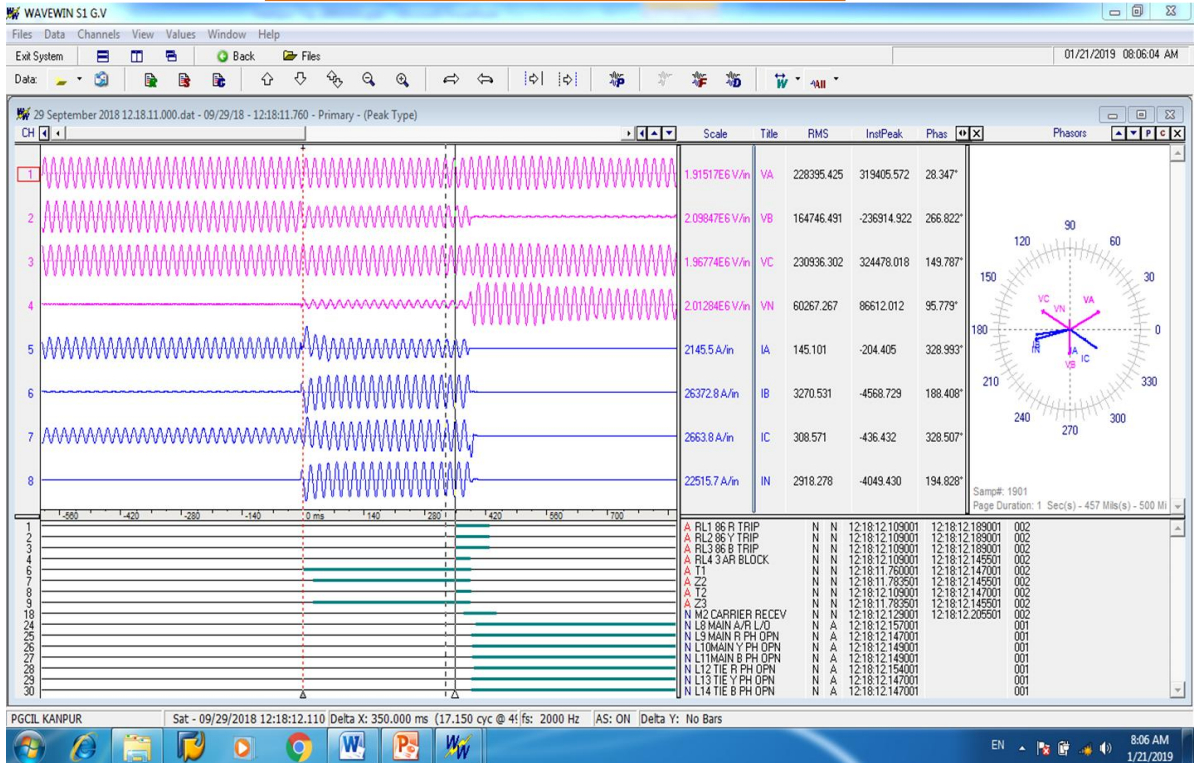 WAVEWIN S1 G.V
Files Data Channels View Values Window Help
Exit System Back Files 01/21/2019 08:06:04 AM
Data:
29 September 2018 12.18.11.000.dat - 09/29/18 - 12:18:11.760 - Primary - (Peak Type)
CH Scale Title RMS InstPeak Phas Phasors
1 1.91517E6 V/in VA 228395.425 319405.572 28.347°
2 2.09847E6 V/in VB 164746.491 -236914.922 266.822°
3 1.96774E6 V/in VC 230936.302 324478.018 149.787°
4 2.01284E6 V/in VN 60267.267 86612.012 95.779°
5 2145.5 A/in IA 145.101 -204.405 328.993°
6 26372.8 A/in IB 3270.531 -4568.729 188.408°
7 2663.8 A/in IC 308.571 -436.432 328.507°
8 22515.7 A/in IN 2918.278 -4049.430 194.828°
90
120 60
150 30
VC VN VA
180 0
IA IC
VB
210 330
240 300
270
Samp#: 1901
Page Duration: 1 Sec(s) - 457 Mils(s) - 500 Mi
-560 -420 -280 -140 0 ms 140 280 420 560 700
1 A RL1 86 R TRIP N N 12:18:12.109001 12:18:12.189001 002
2 A RL2 86 Y TRIP N N 12:18:12.109001 12:18:12.189001 002
3 A RL3 86 B TRIP N N 12:18:12.109001 12:18:12.189001 002
4 A RL4 3 AR BLOCK N N 12:18:12.109001 12:18:12.145501 002
6 A T1 N N 12:18:11.760001 12:18:12.147001 002
7 A Z2 N N 12:18:11.783501 12:18:12.145501 002
8 A T2 N N 12:18:12.109001 12:18:12.147001 002
9 A Z3 N N 12:18:11.783501 12:18:12.145501 002
18 N M2 CARRIER RECEV N N 12:18:12.129001 12:18:12.205501 002
24 N L8 MAIN A/R L/O N A 12:18:12.157001 001
25 N L9 MAIN R PH OPN N A 12:18:12.147001 001
26 N L10MAIN Y PH OPN N A 12:18:12.149001 001
27 N L11MAIN B PH OPN N A 12:18:12.149001 001
28 N L12 TIE R PH OPN N A 12:18:12.154001 001
29 N L13 TIE Y PH OPN N A 12:18:12.147001 001
30 N L14 TIE B PH OPN N A 12:18:12.147001 001
PGCIL KANPUR Sat - 09/29/2018 12:18:12.110 Delta X: 350.000 ms (17.150 cyc @ 49 fs: 2000 Hz AS: ON Delta Y: No Bars
EN 8:06 AM
1/21/2019